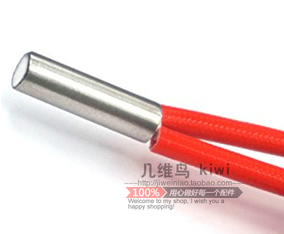 几维鸟 kiwi
http://jiweiniao.taobao.com
100% 用心做好每一个配件
Welcome to my shop, I wish you a
happy shopping!